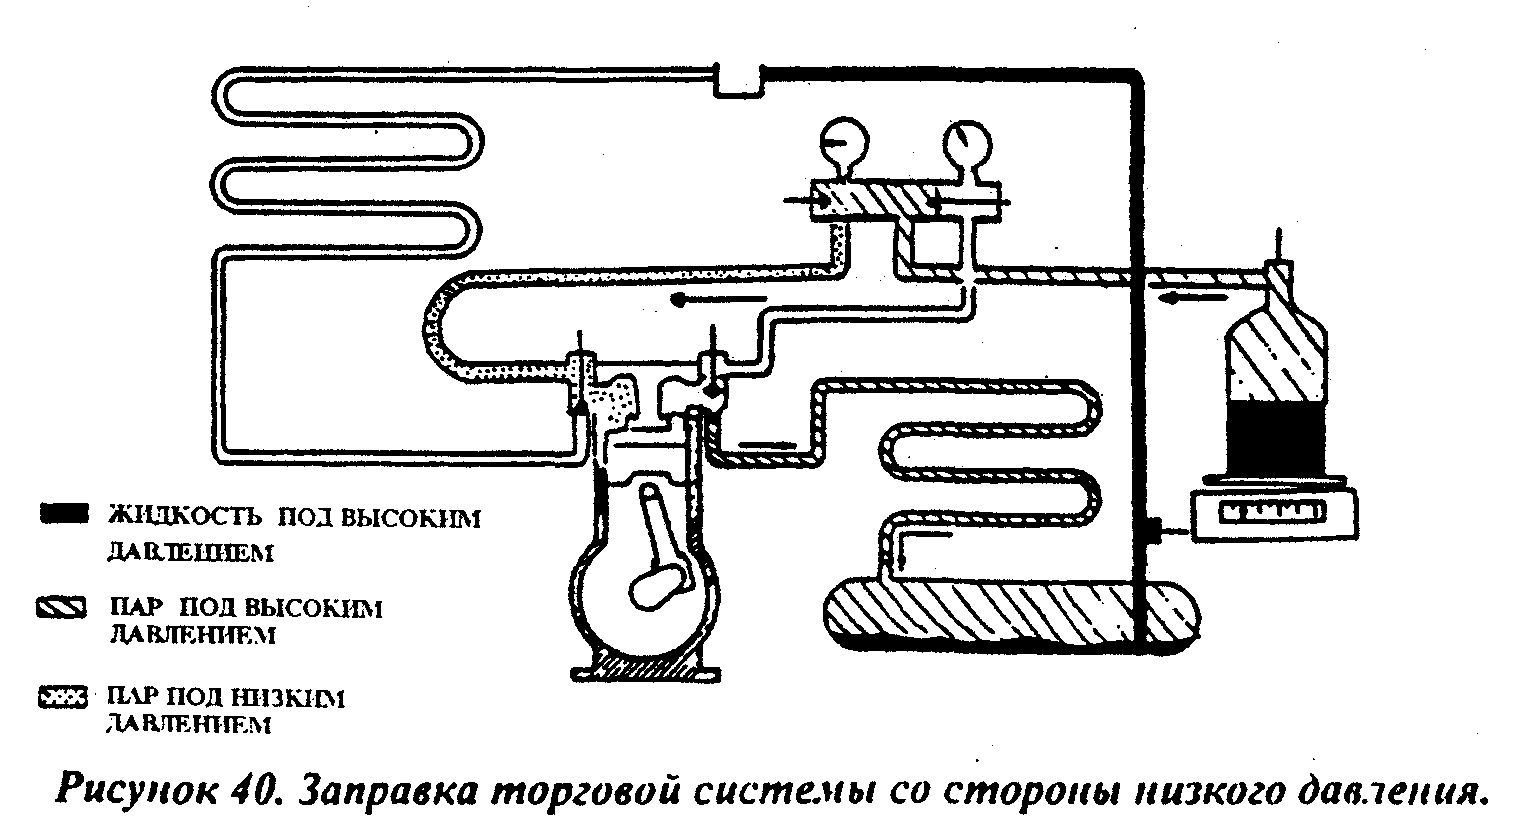 ЖИДКОСТЬ ПОД ВЫСОКИМ
ДАВЛЕНИЕМ
ПАР ПОД ВЫСОКИМ
ДАВЛЕНИЕМ
ПАР ПОД НИЗКИМ
ДАВЛЕНИЕМ
Рисунок 40. Заправка торговой системы со стороны низкого давления.